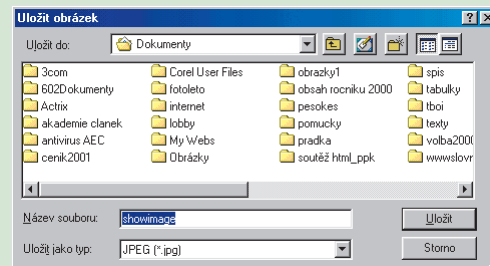 Uložit obrázek
Uložit do: Dokumenty
3com Corel User Files obrazky1 spis
602Dokumenty fotoleto obsah rocniku 2000 tabulky
Actrix internet pesokes tboi
akademie clanek lobby pomucky texty
antivirus AEC My Webs pradka volba2000
cenik2001 Obrázky soutěž html_ppk wwwslovr
Název souboru: showimage Uložit
Uložit jako typ: JPEG (*.jpg) Storno